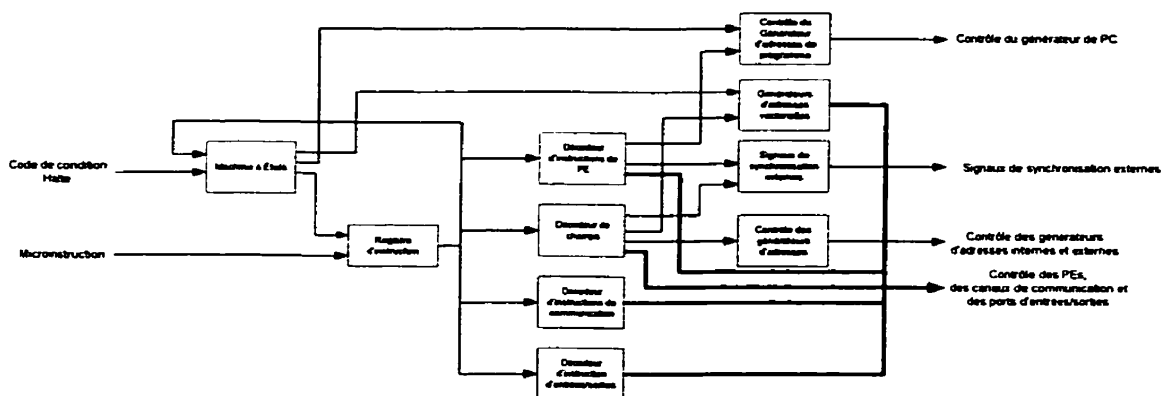 Contrôle du
Générateur
d'adresses de
programme
Contrôle du générateur de PC
Générateurs
d'adresses
vectorielles
Code de condition
Halte
Machine à États
Décodeur
d'instructions de
PE
Signaux de
synchronisation
externes
Signaux de synchronisation externes
Microinstruction
Registre
d'instruction
Décodeur de
champs
Contrôle des
générateurs
d'adresses
Contrôle des générateurs
d'adresses internes et externes
Contrôle des PEs,
des canaux de communication et
des ports d'entrées/sorties
Décodeur
d'instructions de
communication
Décodeur
d'instruction
d'entrées/sorties